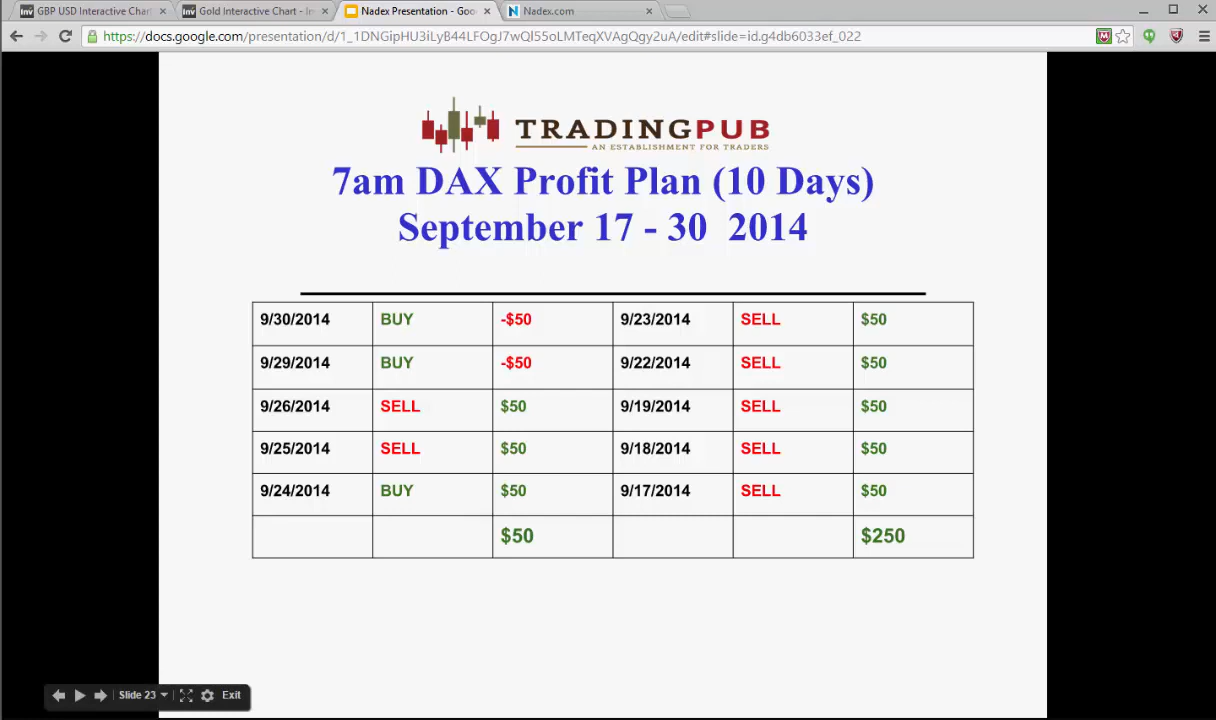 GBP USD Interactive Chart
Gold Interactive Chart - In
Nadex Presentation - Goo
Nadex.com
https://docs.google.com/presentation/d/1_1DNGipHU3iLyB44LFOgJ7wQl55oLMTeqXVAgQgy2uA/edit#slide=id.g4db6033ef_022
TRADINGPUB
AN ESTABLISHMENT FOR TRADERS
7am DAX Profit Plan (10 Days)
September 17 - 30 2014
9/30/2014 BUY -$50 9/23/2014 SELL $50
9/29/2014 BUY -$50 9/22/2014 SELL $50
9/26/2014 SELL $50 9/19/2014 SELL $50
9/25/2014 SELL $50 9/18/2014 SELL $50
9/24/2014 BUY $50 9/17/2014 SELL $50
$50 $250
Slide 23 Exit